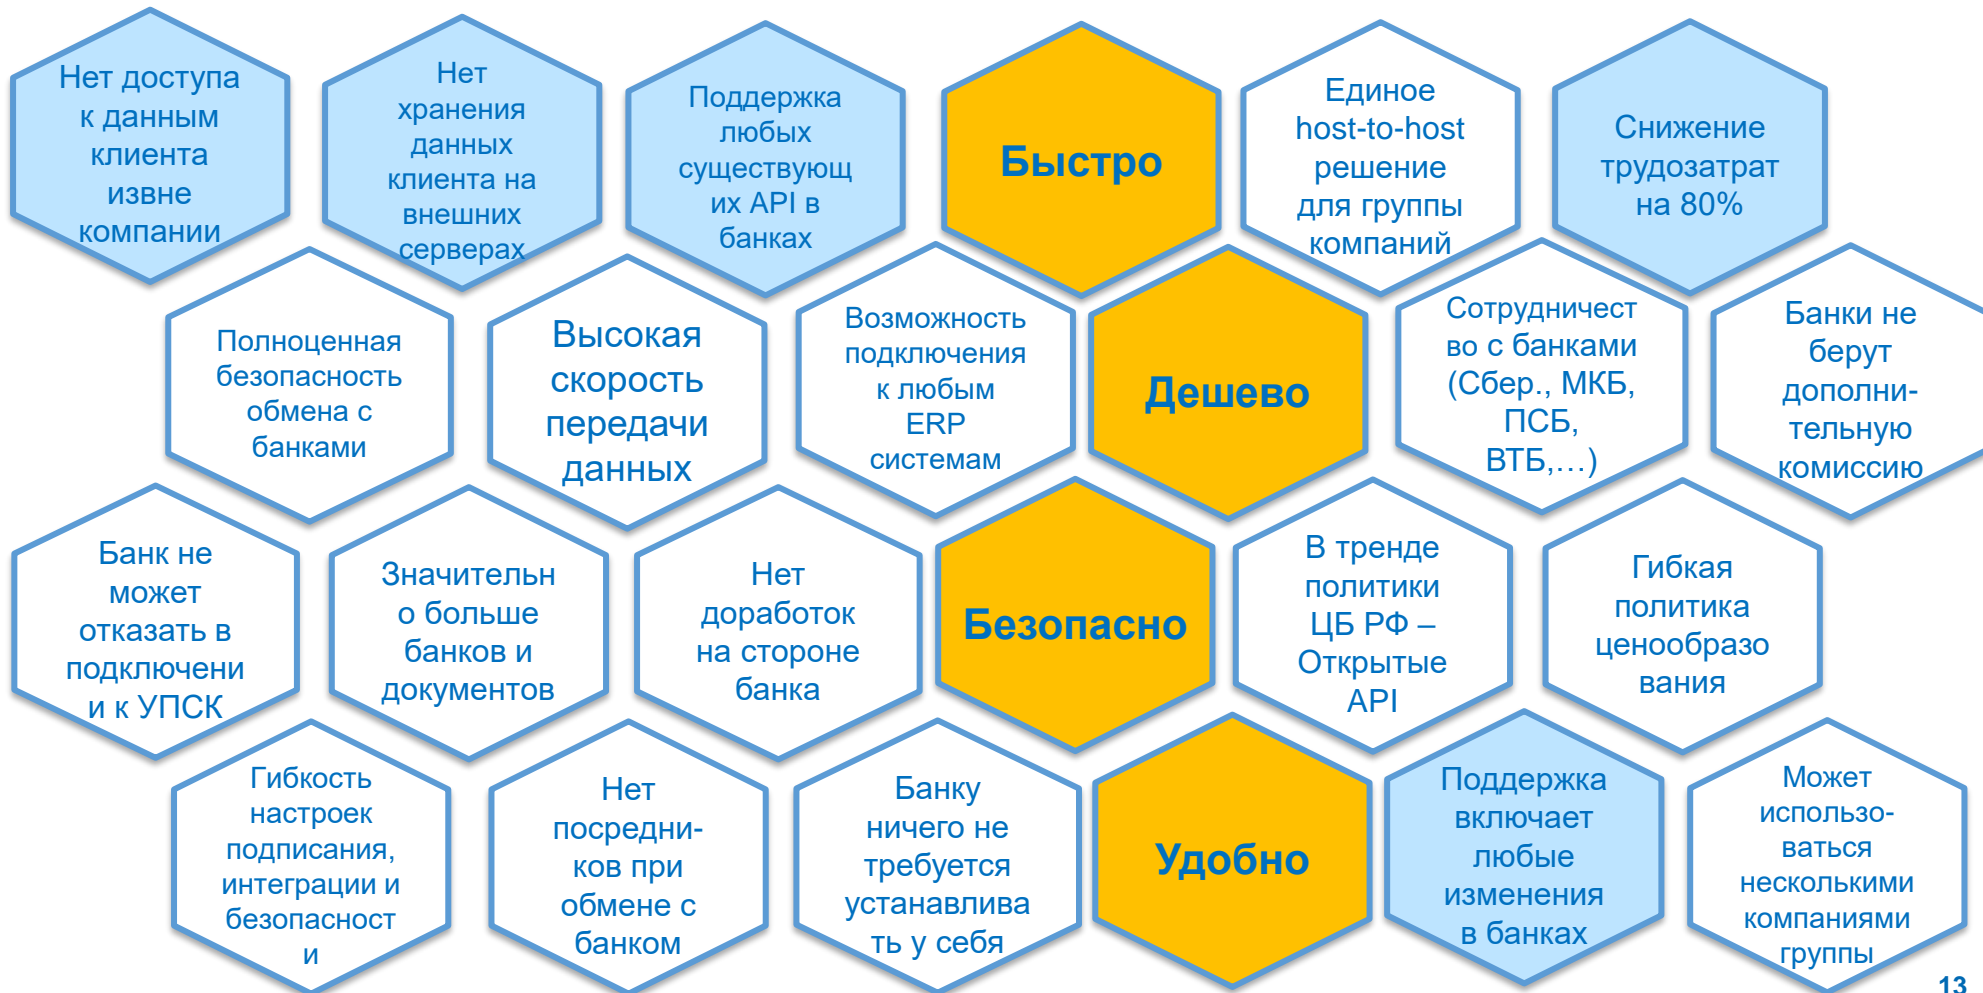 Нет доступа
к данным
клиента
извне
компании
Нет
хранения
данных
клиента на
внешних
серверах
Поддержка
любых
существующ
их API в
банках
Быстро
Единое
host-to-host
решение
для группы
компаний
Снижение
трудозатрат
на 80%
Полноценная
безопасность
обмена с
банками
Высокая
скорость
передачи
данных
Возможность
подключения
к любым
ERP
системам
Дешево
Сотрудничест
во с банками
(Сбер., МКБ,
ПСБ,
ВТБ,…)
Банки не
берут
дополни-
тельную
комиссию
Банк не
может
отказать в
подключени
и к УПСК
Значительн
о больше
банков и
документов
Нет
доработок
на стороне
банка
Безопасно
В тренде
политики
ЦБ РФ –
Открытые
API
Гибкая
политика
ценообразо
вания
Гибкость
настроек
подписания,
интеграции и
безопасност
и
Нет
посредни-
ков при
обмене с
банком
Банку
ничего не
требуется
устанавлива
ть у себя
Удобно
Поддержка
включает
любые
изменения
в банках
Может
использо-
ваться
несколькими
компаниями
группы
13